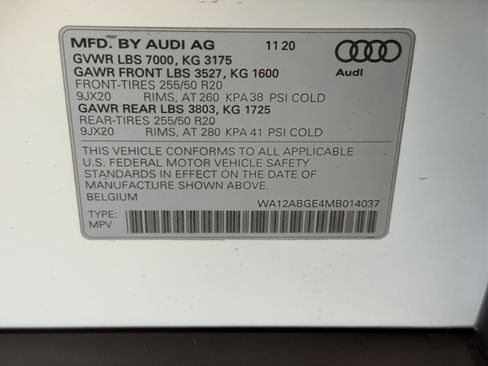 MFD. BY AUDI AG 11 20
GVWR LBS 7000, KG 3175
GAWR FRONT LBS 3527, KG 1600
FRONT-TIRES 255/50 R20
9JX20 RIMS, AT 260 KPA 38 PSI COLD
GAWR REAR LBS 3803, KG 1725
REAR-TIRES 255/50 R20
9JX20 RIMS, AT 280 KPA 41 PSI COLD
Audi
THIS VEHICLE CONFORMS TO ALL APPLICABLE
U.S. FEDERAL MOTOR VEHICLE SAFETY
STANDARDS IN EFFECT ON THE DATE OF
MANUFACTURE SHOWN ABOVE.
BELGIUM WA12ABGE4MB014037
TYPE:
MPV